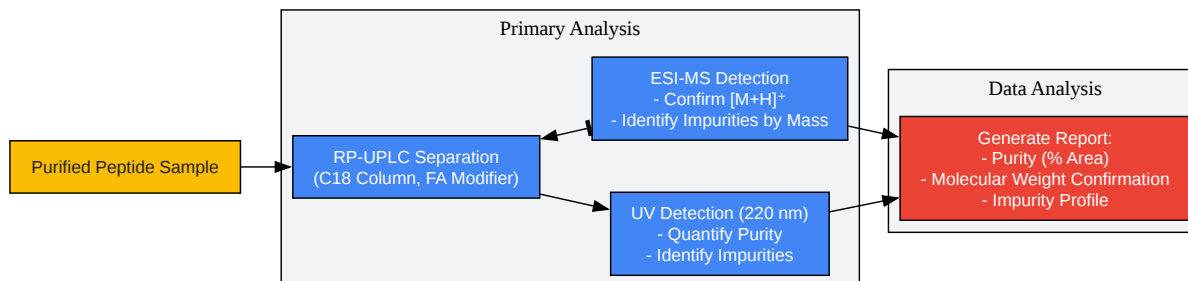 Primary Analysis
Purified Peptide Sample
RP-UPLC Separation
(C18 Column, FA Modifier)
ESI-MS Detection
- Confirm [M+H]⁺
- Identify Impurities by Mass
UV Detection (220 nm)
- Quantify Purity
- Identify Impurities
Data Analysis
Generate Report:
- Purity (% Area)
- Molecular Weight Confirmation
- Impurity Profile